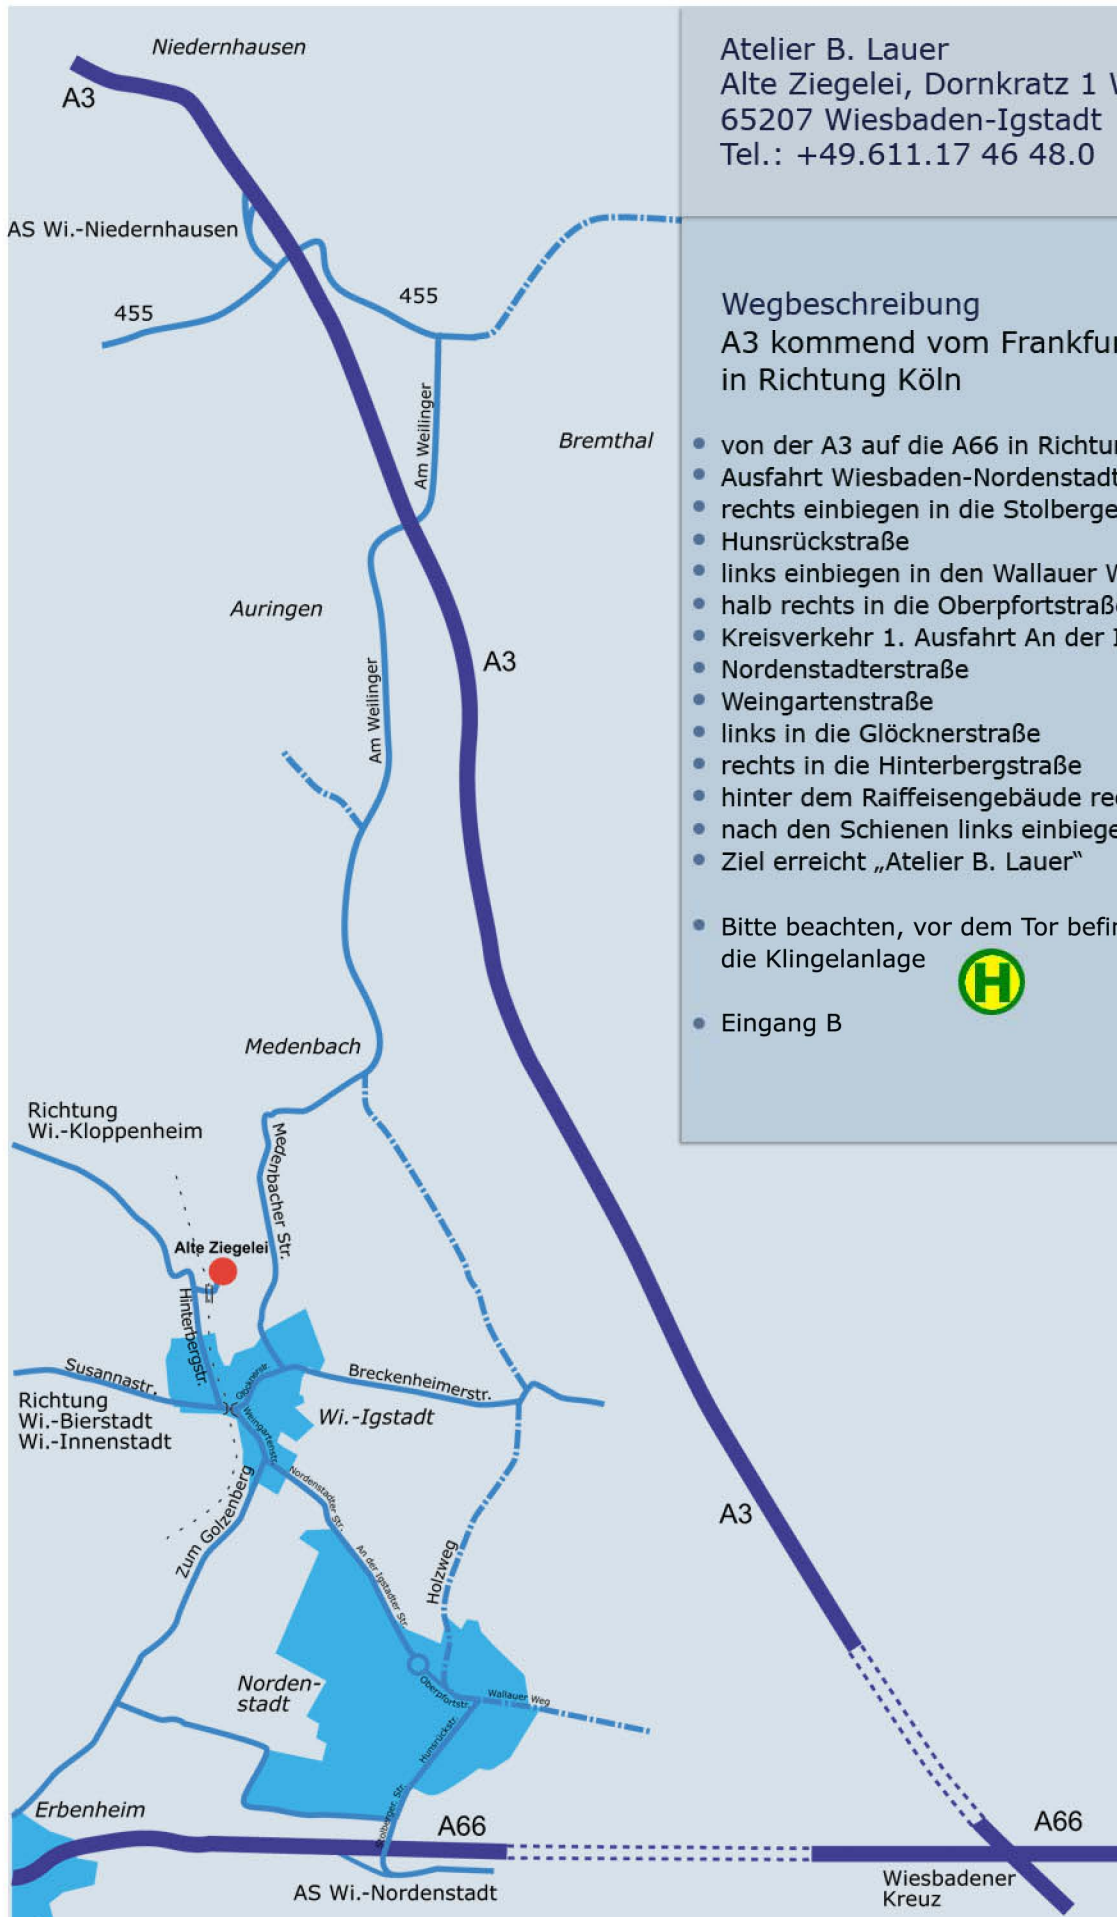 Niedernhausen
A3
Atelier B. Lauer
Alte Ziegelei, Dornkratz 1
65207 Wiesbaden-Igstadt
Tel.: +49.611.17 46 48.0
AS Wi.-Niedernhausen
455
455
Wegbeschreibung
A3 kommend vom
in Richtung Köln
Am Weilinger
Bremthal
von der A3 auf die A66 in
Ausfahrt Wiesbaden-Nordenstadt
rechts einbiegen in die
Hunsrückstraße
links einbiegen in den Wallauer
halb rechts in die Oberpfortstraße
Kreisverkehr 1. Ausfahrt An der
Nordenstadterstraße
Weingartenstraße
links in die Glöcknerstraße
rechts in die Hinterbergstraße
hinter dem Raiffeisengebäude
nach den Schienen links
Ziel erreicht „Atelier B. Lauer“
Bitte beachten, vor dem Tor
die Klingelanlage
H
Eingang B
Auringen
A3
Am Weilinger
Medenbach
Richtung
Wi.-Kloppenheim
Medenbacher Str.
Alte Ziegelei
Hinterbergstr.
Susannastr.
Glöcknerstr.
Breckenheimerstr.
Richtung
Wi.-Bierstadt
Wi.-Innenstadt
Wi.-Igstadt
Weingartenstr.
Nordenstadter Str.
Zum Golzenberg
An der Igstadter Str.
Holzweg
A3
Norden-
stadt
Oberpfortstr.
Wallauer Weg
Hunsrückstr.
Stolberger Str.
Erbenheim
A66
A66
AS Wi.-Nordenstadt
Wiesbadener
Kreuz